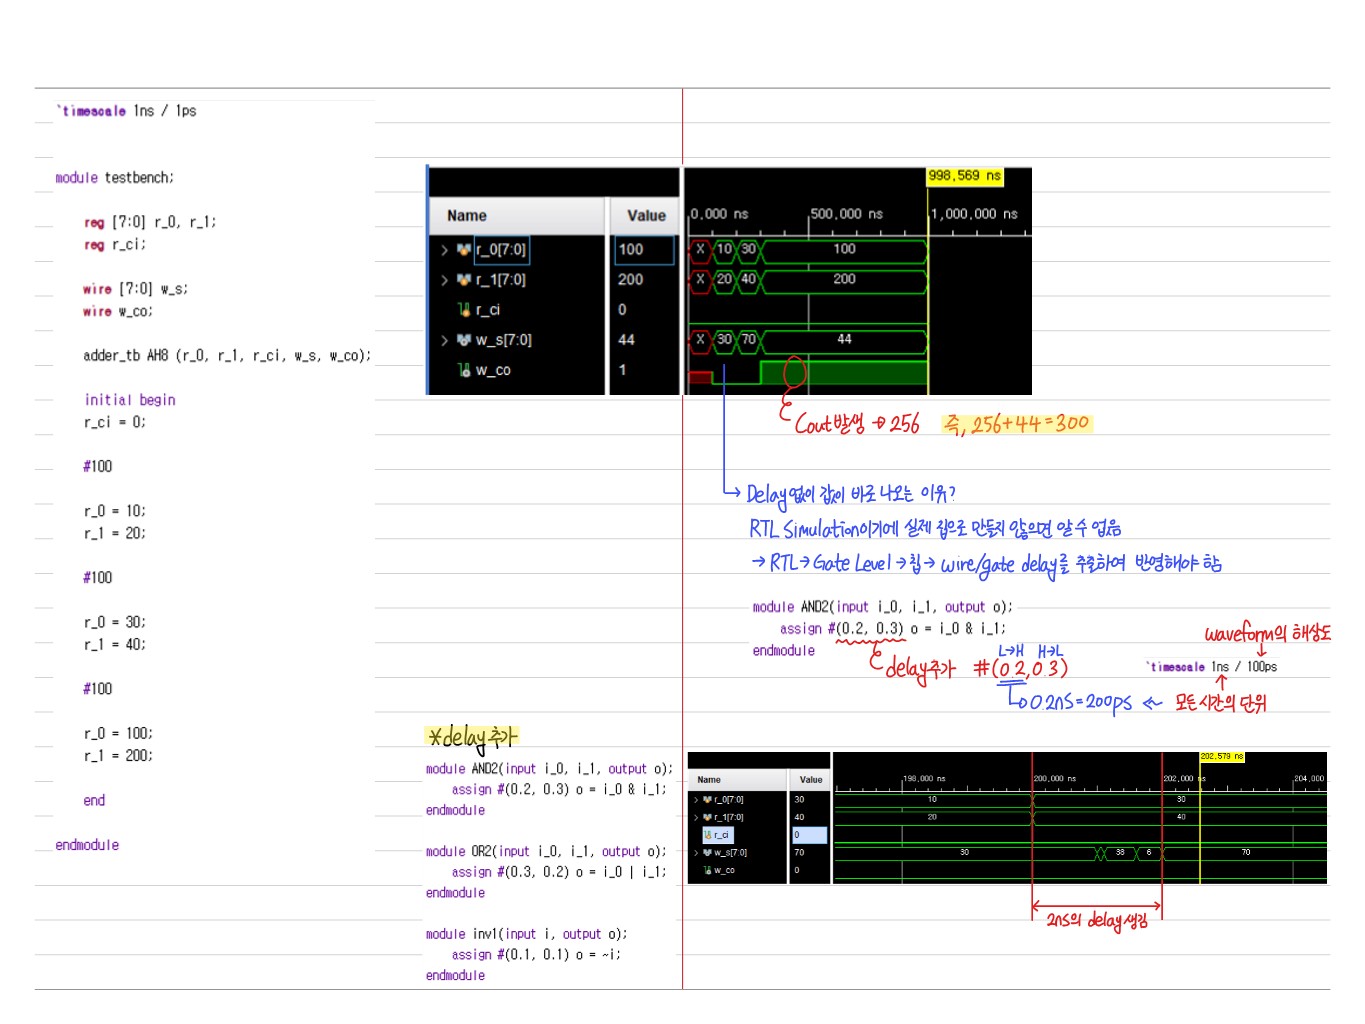 `timescale 1ns / 1ps
module testbench;
reg [7:0] r_0, r_1;
reg r_ci;
wire [7:0] w_s;
wire w_co;
adder_tb AH8 (r_0, r_1, r_ci, w_s, w_co);
initial begin
r_ci = 0;
#100
r_0 = 10;
r_1 = 20;
#100
r_0 = 30;
r_1 = 40;
#100
r_0 = 100;
r_1 = 200;
end
endmodule
998,569 ns
Name Value 0,000 ns 500,000 ns 1,000,000 ns
r_0[7:0] 100 X 10 30 100
r_1[7:0] 200 X 20 40 200
r_ci 0
w_s[7:0] 44 X 30 70 44
w_co 1
Cout발생 → 256 즉, 256+44=300
→ Delay없이 값이 바로 나오는 이유?
RTL Simulation이기에 실제 칩으로 만들지 않으면 알 수 없음
→ RTL → Gate Level → 칩 → wire/gate delay를 추출하여 반영해야 함
module AND2(input i_0, i_1, output o);
assign #(0.2, 0.3) o = i_0 & i_1;
endmodule
delay추가 #(0.2, 0.3)
L→H H→L
0.2ns=200ps ← 모든 시간의 단위
waveform의 해상도
`timescale 1ns / 100ps
*delay추가
module AND2(input i_0, i_1, output o);
assign #(0.2, 0.3) o = i_0 & i_1;
endmodule
module OR2(input i_0, i_1, output o);
assign #(0.3, 0.2) o = i_0 | i_1;
endmodule
module inv1(input i, output o);
assign #(0.1, 0.1) o = ~i;
endmodule
202,579 ns
Name Value 198,000 ns 200,000 ns 202,000 ns 204,000
r_0[7:0] 30 10 30
r_1[7:0] 40 20 40
r_ci 0
w_s[7:0] 70 30 38 6 70
w_co 0
2ns의 delay생김